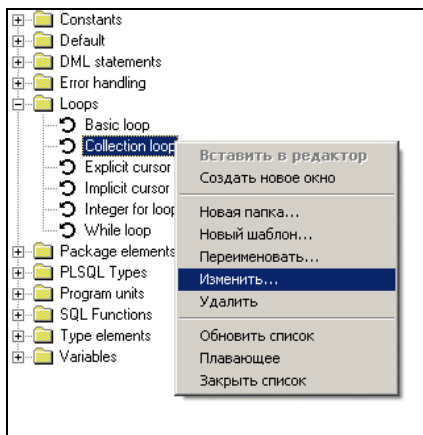 Constants
Default
DML statements
Error handling
Loops
Basic loop
Collection loop
Explicit cursor
Implicit cursor
Integer for loop
While loop
Package elements
PLSQL Types
Program units
SQL Functions
Type elements
Variables
Вставить в редактор
Создать новое окно
Новая папка...
Новый шаблон...
Переименовать...
Изменить...
Удалить
Обновить список
Плавающее
Закрыть список